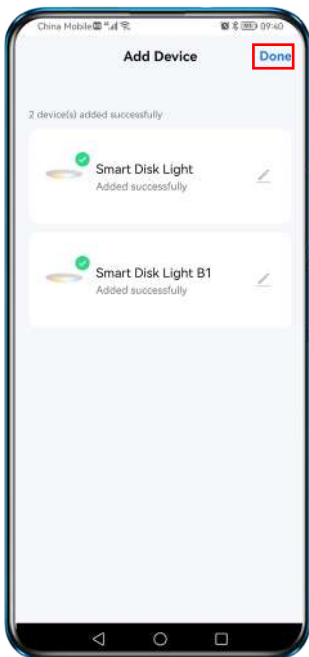 China Mobile 09:40
Add Device Done
2 device(s) added successfully
Smart Disk Light
Added successfully
Smart Disk Light B1
Added successfully